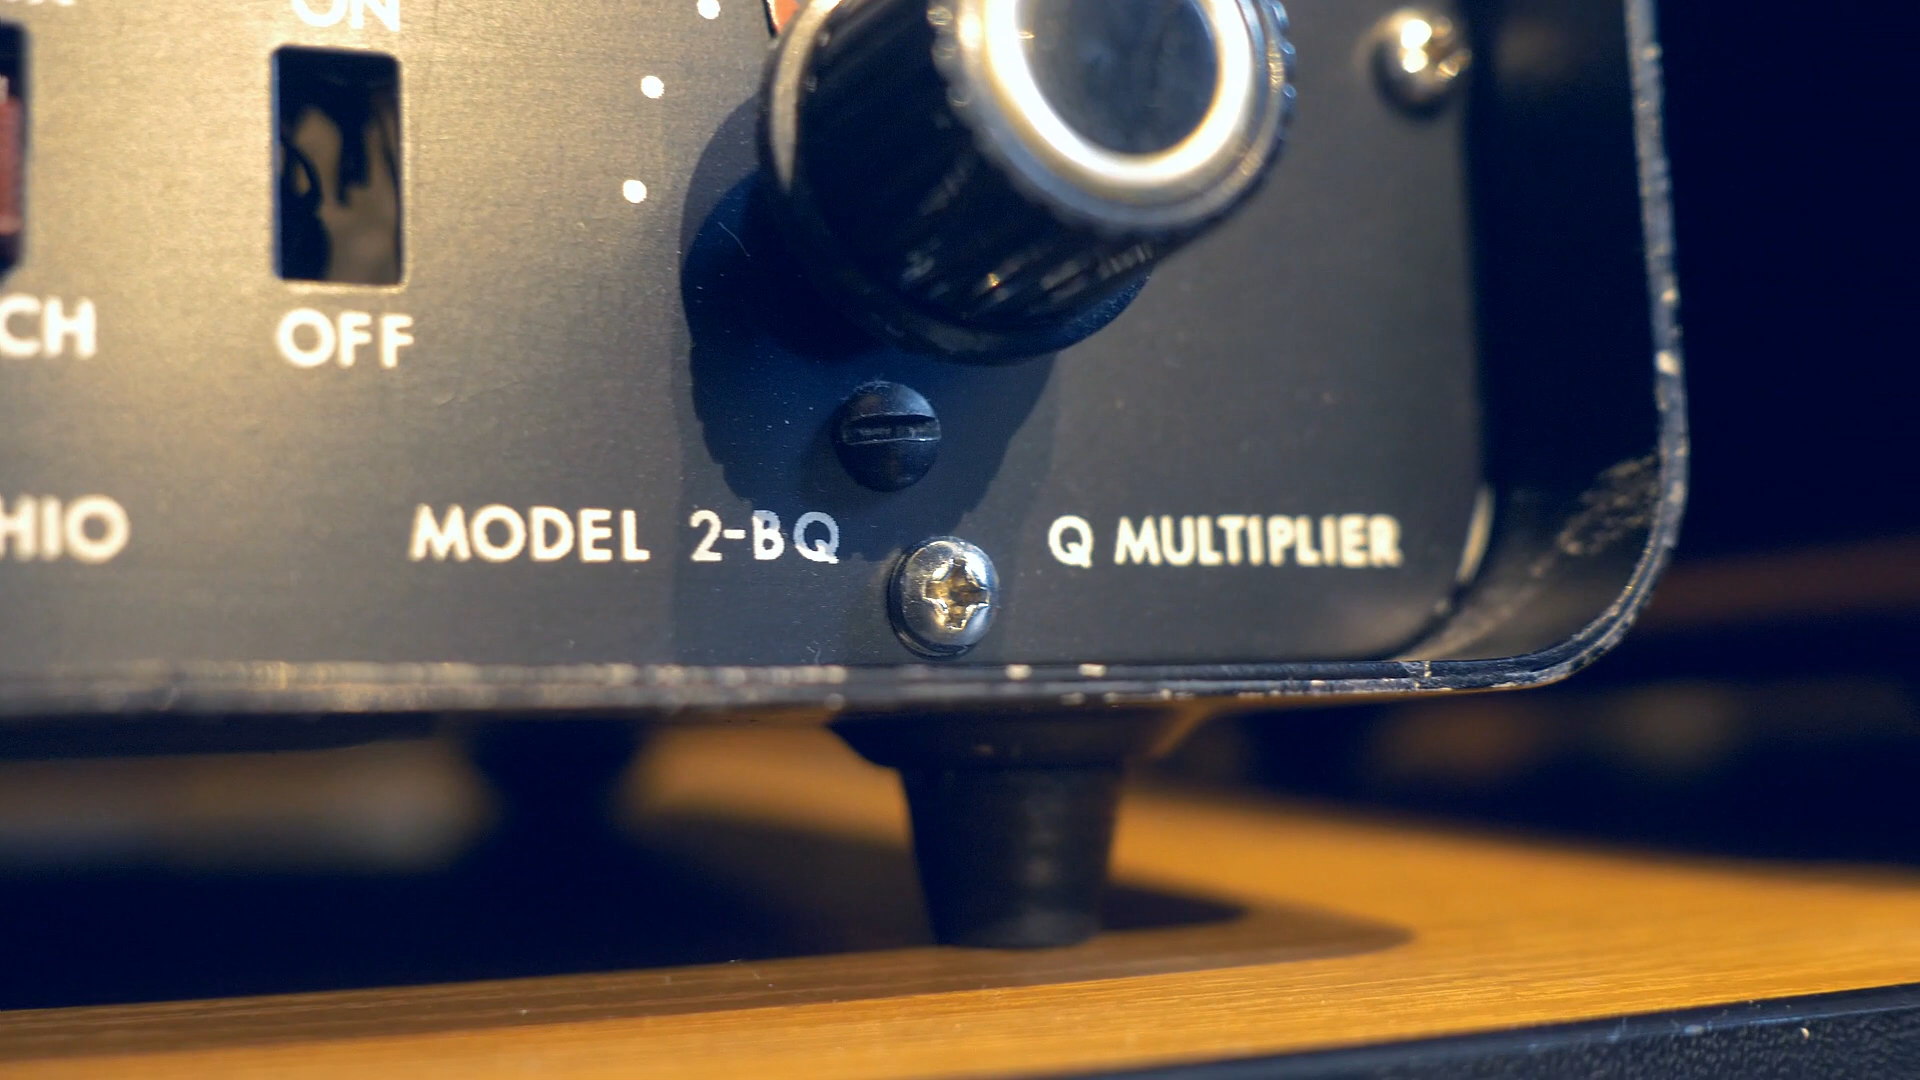 ON
CH
OFF
HIO MODEL 2-BQ Q MULTIPLIER